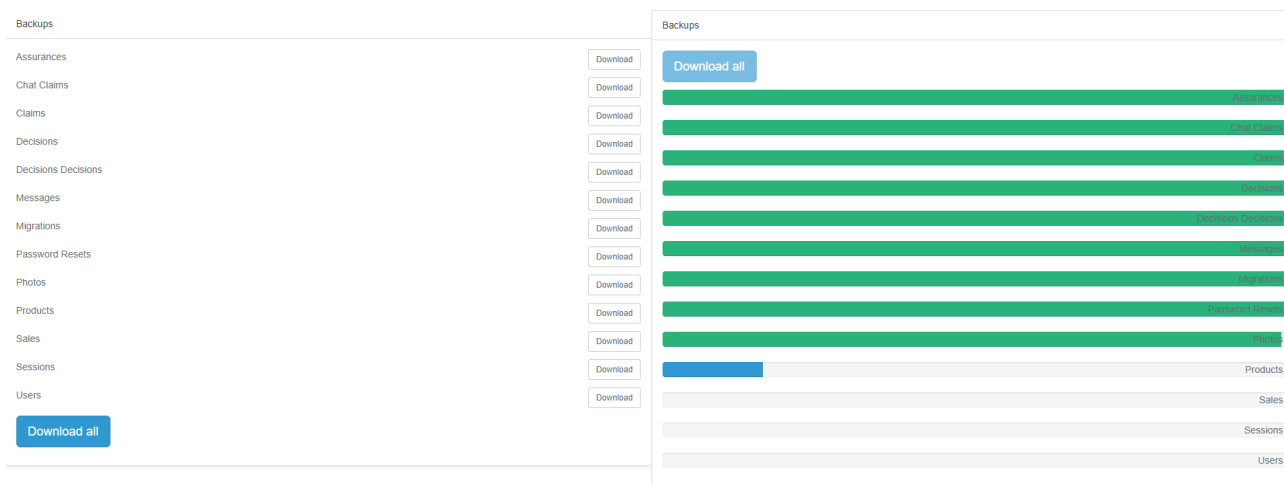 Backups
Assurances Download
Chat Claims Download
Claims Download
Decisions Download
Decisions Decisions Download
Messages Download
Migrations Download
Password Resets Download
Photos Download
Products Download
Sales Download
Sessions Download
Users Download
Download all
Backups
Download all
Assurances
Chat Claims
Claims
Decisions
Decisions Decisions
Messages
Migrations
Password Resets
Photos
Products
Sales
Sessions
Users